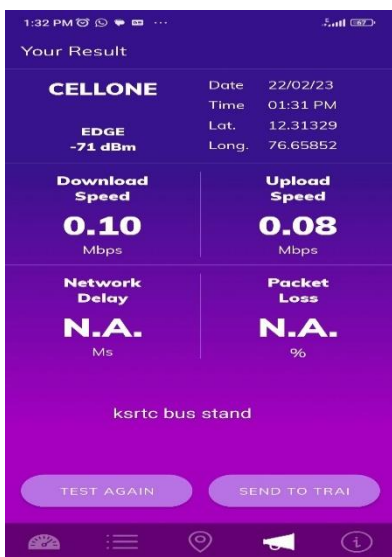 1:32 PM
67
Your Result
CELLONE
EDGE
-71 dBm
Date 22/02/23
Time 01:31 PM
Lat. 12.31329
Long. 76.65852
Download Speed
0.10
Mbps
Upload Speed
0.08
Mbps
Network Delay
N.A.
Ms
Packet Loss
N.A.
%
ksrtc bus stand
TEST AGAIN
SEND TO TRAI